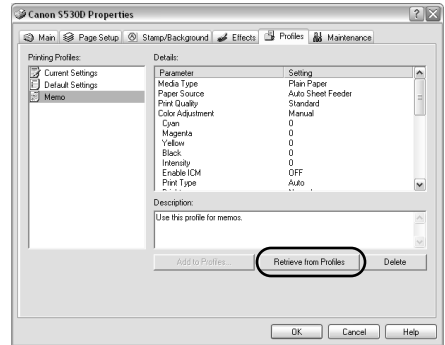 Canon S530D Properties
Main Page Setup Stamp/Background Effects Profiles Maintenance
Printing Profiles:
Current Settings
Default Settings
Memo
Details:
Parameter Setting
Media Type Plain Paper
Paper Source Auto Sheet Feeder
Print Quality Standard
Color Adjustment Manual
Cyan 0
Magenta 0
Yellow 0
Black 0
Intensity 0
Enable ICM OFF
Print Type Auto
Description:
Use this profile for memos.
Add to Profiles... Retrieve from Profiles Delete
OK Cancel Help